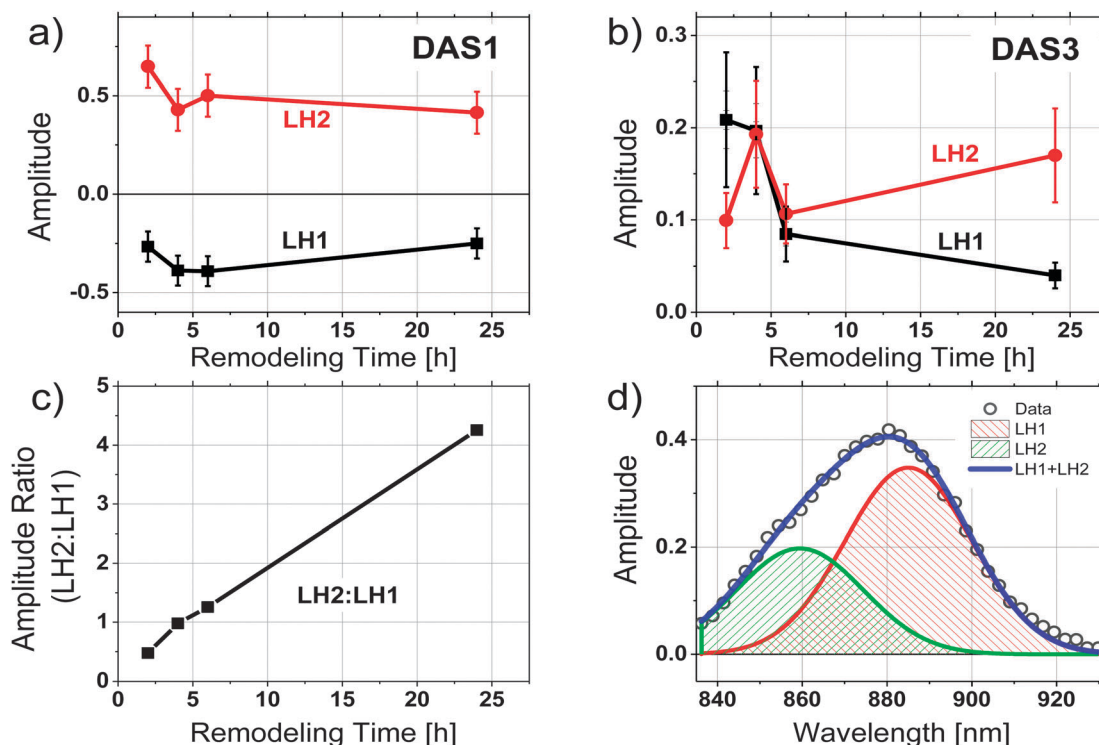 a)
DAS1
0.5
0.0
-0.5
Amplitude
LH2
LH1
0 5 10 15 20 25
Remodeling Time [h]
b)
DAS3
0.3
0.2
0.1
0.0
Amplitude
LH2
LH1
0 5 10 15 20 25
Remodeling Time [h]
c)
5
4
3
2
1
0
Amplitude Ratio
(LH2:LH1)
LH2:LH1
0 5 10 15 20 25
Remodeling Time [h]
d)
Data
LH1
LH2
LH1+LH2
0.4
0.2
0.0
Amplitude
840 860 880 900 920
Wavelength [nm]